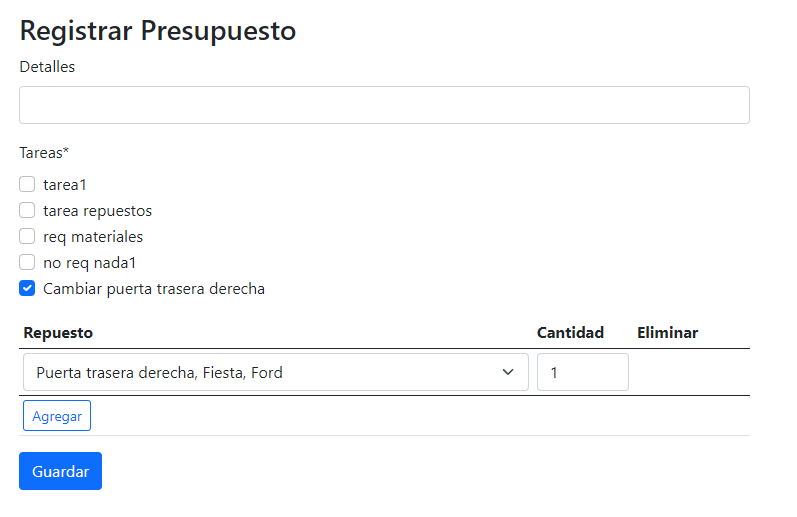 Registrar Presupuesto
Detalles
Tareas*
tarea1
tarea repuestos
req materiales
no req nada1
Cambiar puerta trasera derecha
Repuesto Cantidad Eliminar
Puerta trasera derecha, Fiesta, Ford 1
Agregar
Guardar